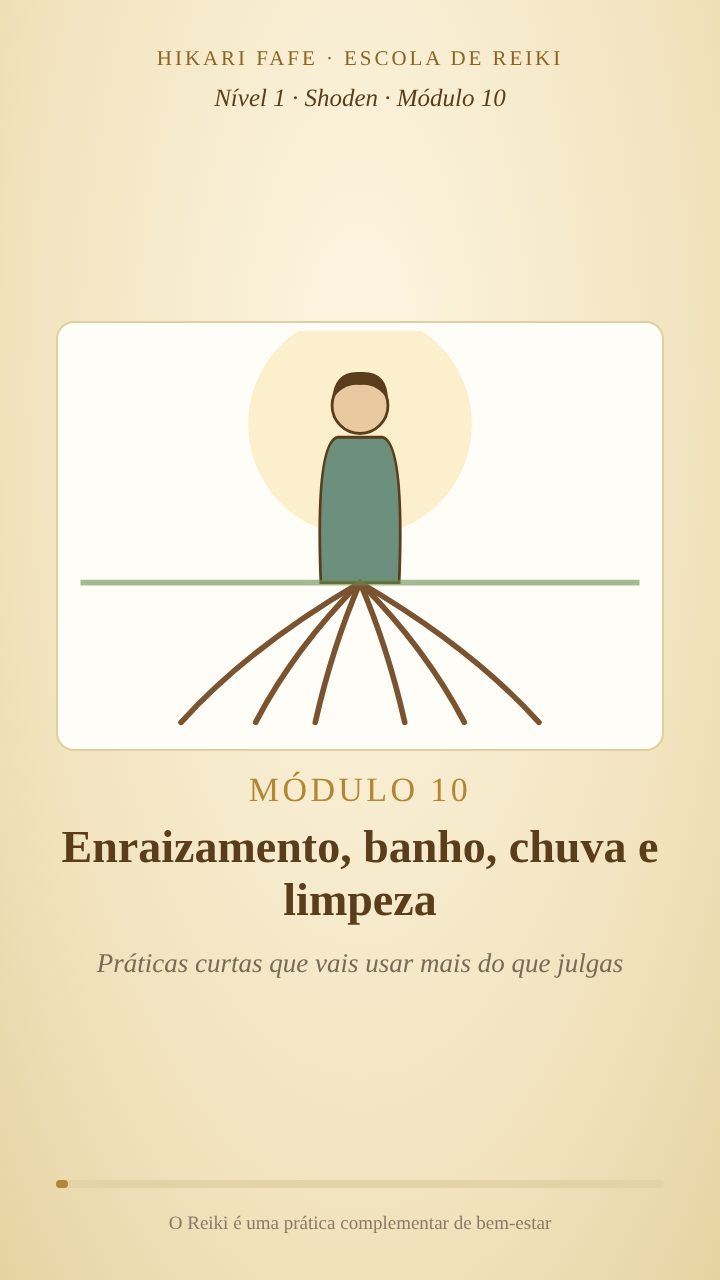 HIKARI FAFE · ESCOLA DE REIKI
Nível 1 · Shoden · Módulo 10
MÓDULO 10
Enraizamento, banho, chuva e
limpeza
Práticas curtas que vais usar mais do que julgas
O Reiki é uma prática complementar de bem-estar